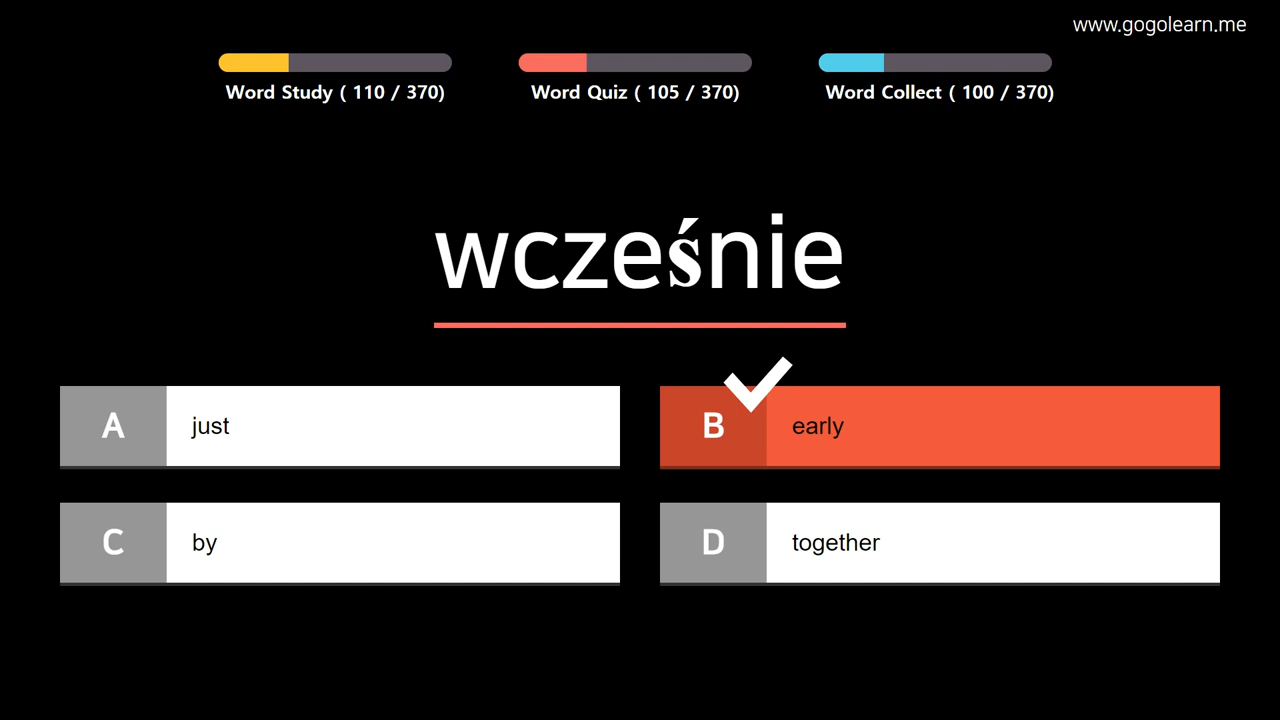 www.gogolearn.me
Word Study ( 110 / 370)
Word Quiz ( 105 / 370)
Word Collect ( 100 / 370)
wcześnie
A just
B early
C by
D together